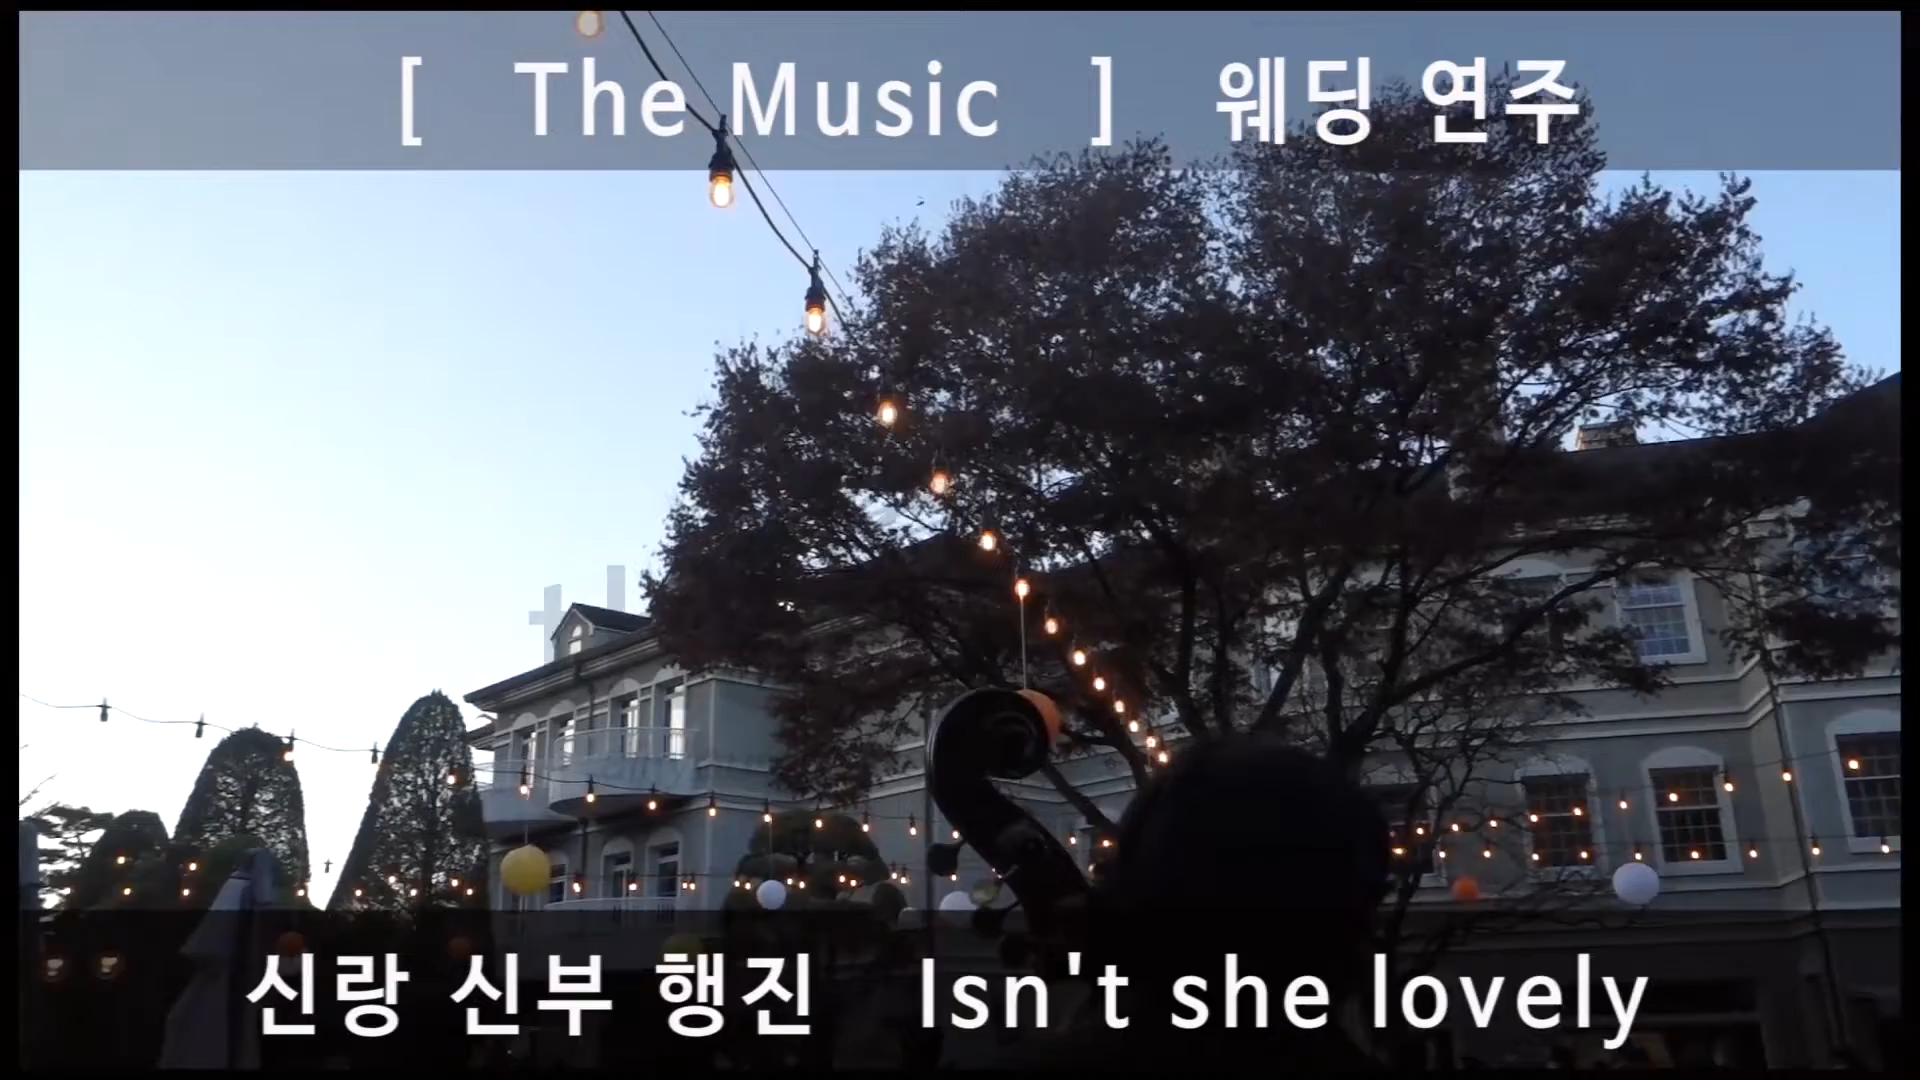 [ The Music ] 웨딩 연주
신랑 신부 행진 Isn't she lovely